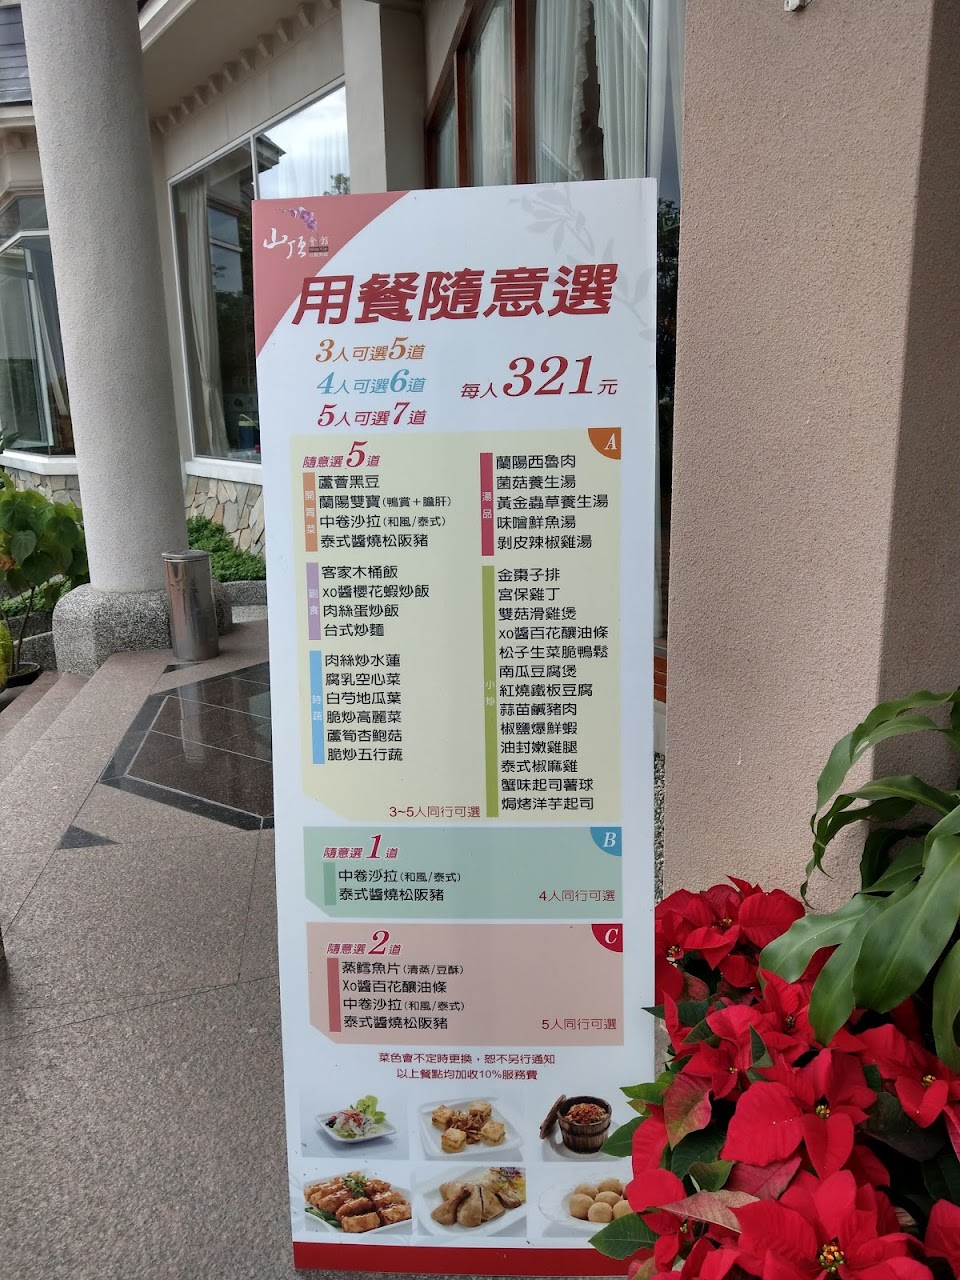 山頂會館
用餐隨意選
3人可選5道
4人可選6道
5人可選7道
每人321元
A
隨意選5道
開胃菜
蘆薈黑豆
蘭陽雙寶(鴨賞+膽肝)
中卷沙拉(和風/泰式)
泰式醬燒松阪豬
副食
客家木桶飯
xo醬櫻花蝦炒飯
肉絲蛋炒飯
台式炒麵
時蔬
肉絲炒水蓮
腐乳空心菜
白芍地瓜葉
脆炒高麗菜
蘆筍杏鮑菇
脆炒五行蔬
湯品
蘭陽西魯肉
菌菇養生湯
黃金蟲草養生湯
味噌鮮魚湯
剝皮辣椒雞湯
小炒
金棗子排
宮保雞丁
雙菇滑雞煲
xo醬百花釀油條
松子生菜脆鴨鬆
南瓜豆腐煲
紅燒鐵板豆腐
蒜苗鹹豬肉
椒鹽爆鮮蝦
油封嫩雞腿
泰式椒麻雞
蟹味起司薯球
焗烤洋芋起司
3~5人同行可選
B
隨意選1道
中卷沙拉(和風/泰式)
泰式醬燒松阪豬
4人同行可選
C
隨意選2道
蒸鱈魚片(清蒸/豆酥)
Xo醬百花釀油條
中卷沙拉(和風/泰式)
泰式醬燒松阪豬
5人同行可選
菜色會不定時更換，恕不另行通知
以上餐點均加收10%服務費